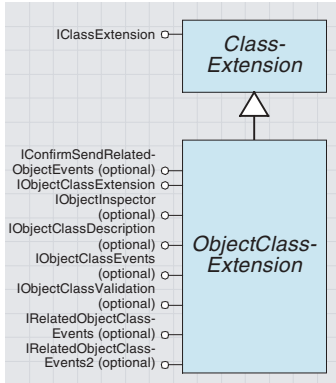 IClassExtension
Class-
Extension
IConfirmSendRelated-
ObjectEvents (optional)
IObjectClassExtension
IObjectInspector
(optional)
IObjectClassDescription
(optional)
IObjectClassEvents
(optional)
IObjectClassValidation
(optional)
IRelatedObjectClass-
Events (optional)
IRelatedObjectClass-
Events2 (optional)
ObjectClass-
Extension